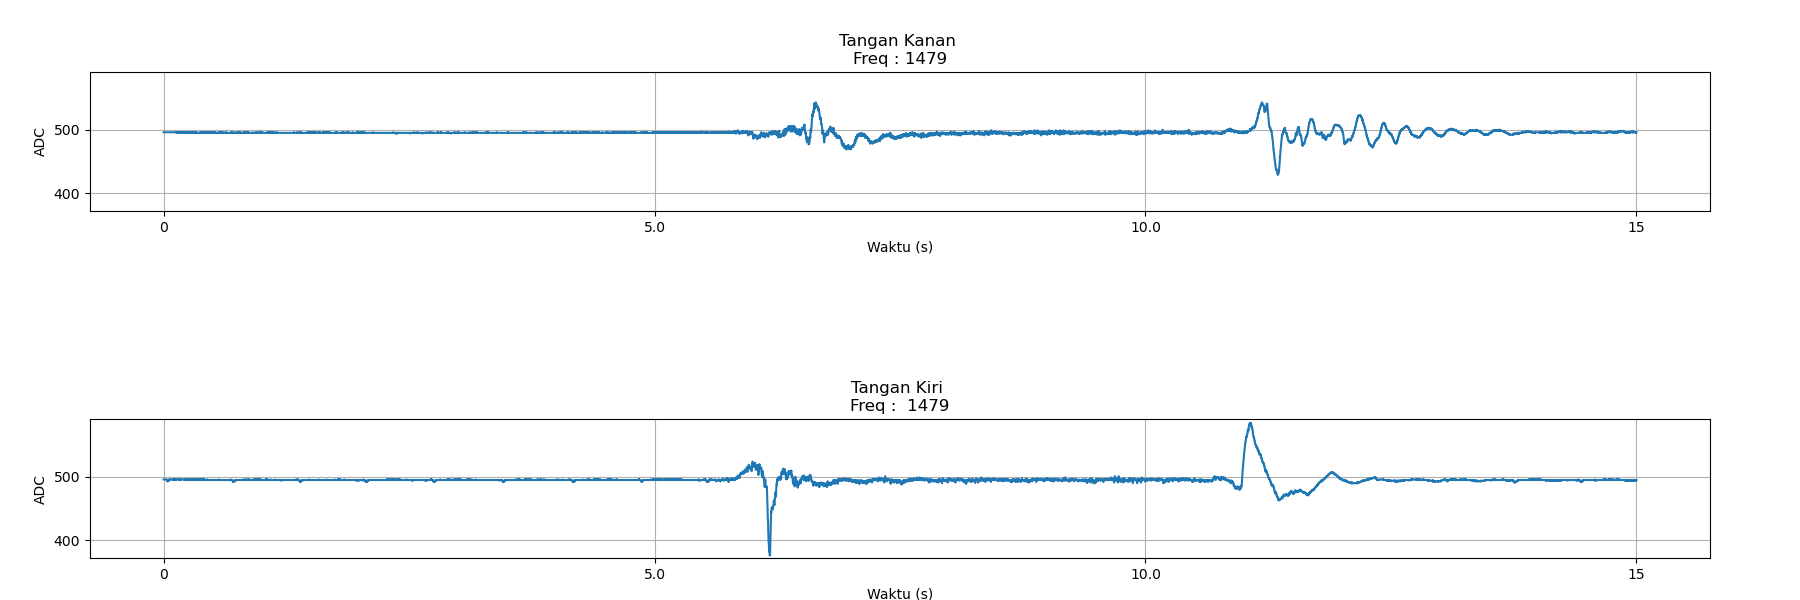 Tangan Kanan
Freq : 1479
500
400
ADC
0 5.0 10.0 15
Waktu (s)
Tangan Kiri
Freq :  1479
500
400
ADC
0 5.0 10.0 15
Waktu (s)